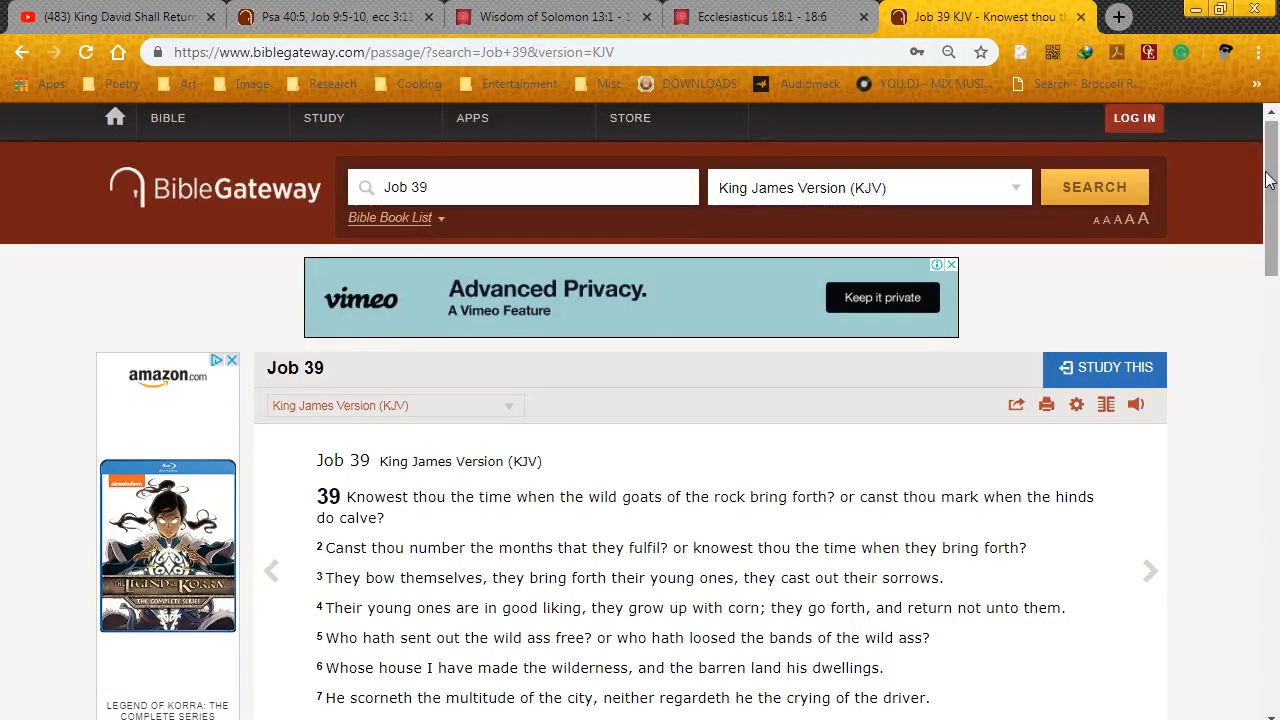 (483) King David Shall Return
Psa 40:5, Job 9:5-10, ecc 3:11
Wisdom of Solomon 13:1 - 1
Ecclesiasticus 18:1 - 18:6
Job 39 KJV - Knowest thou t
https://www.biblegateway.com/passage/?search=Job+39&version=KJV
Apps Poetry Art Image Research Cooking Entertainment Misc DOWNLOADS Audiomack YOU.DJ - MIX MUSI... Search - Broccoli R... »
BIBLE STUDY APPS STORE LOG IN
BibleGateway
Job 39
King James Version (KJV)
SEARCH
Bible Book List
A A A A A
vimeo
Advanced Privacy.
A Vimeo Feature
Keep it private
amazon.com
nickelodeon
THE LEGEND OF KORRA
THE COMPLETE SERIES
LEGEND OF KORRA: THE
COMPLETE SERIES
Job 39
STUDY THIS
King James Version (KJV)
Job 39 King James Version (KJV)
39 Knowest thou the time when the wild goats of the rock bring forth? or canst thou mark when the hinds
do calve?
2 Canst thou number the months that they fulfil? or knowest thou the time when they bring forth?
3 They bow themselves, they bring forth their young ones, they cast out their sorrows.
4 Their young ones are in good liking, they grow up with corn; they go forth, and return not unto them.
5 Who hath sent out the wild ass free? or who hath loosed the bands of the wild ass?
6 Whose house I have made the wilderness, and the barren land his dwellings.
7 He scorneth the multitude of the city, neither regardeth he the crying of the driver.